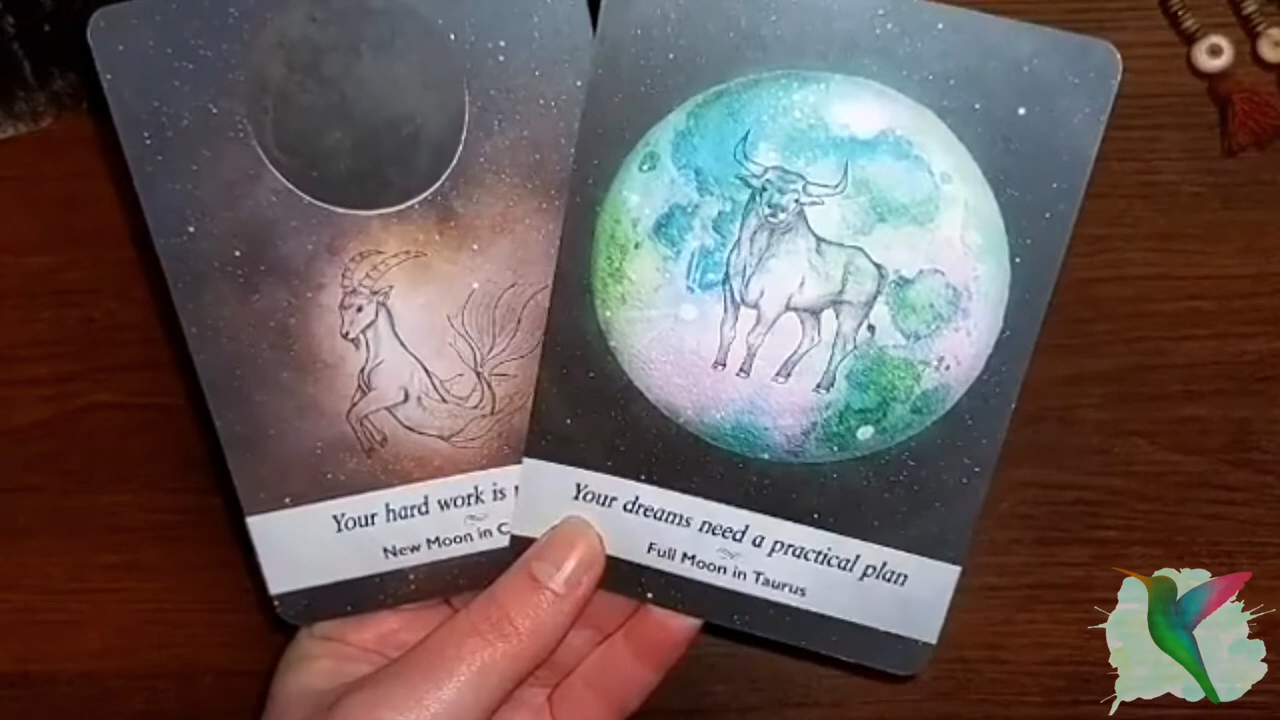 Your hard work is
New Moon in C
Your dreams need a practical plan
Full Moon in Taurus